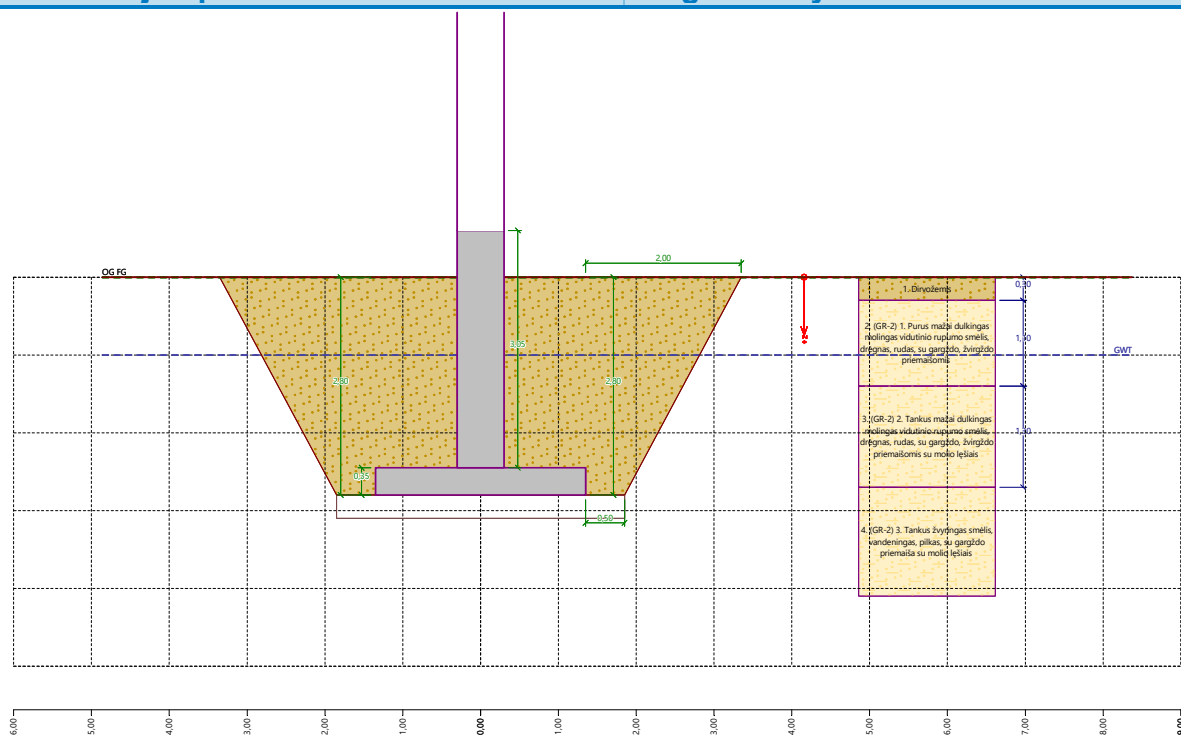 2,00
OG FG
0,30
1. Dirvožemis
2. (GR-2) 1. Purus mažai dulkingas
molingas vidutinio rupumo smėlis,
drėgnas, rudas, su gargždo, žvirgždo
priemaišomis
3,05
GWT
2,80
2,80
3. (GR-2) 2. Tankus mažai dulkingas
molingas vidutinio rupumo smėlis,
drėgnas, rudas, su gargždo, žvirgždo
priemaišomis su molio lęšiais
0,35
0,50
4. (GR-2) 3. Tankus žvyringas smėlis,
vandeningas, pilkas, su gargždo
priemaiša su molio lęšiais
6,00
5,00
4,00
3,00
2,00
1,00
0,00
1,00
2,00
3,00
4,00
5,00
6,00
7,00
8,00